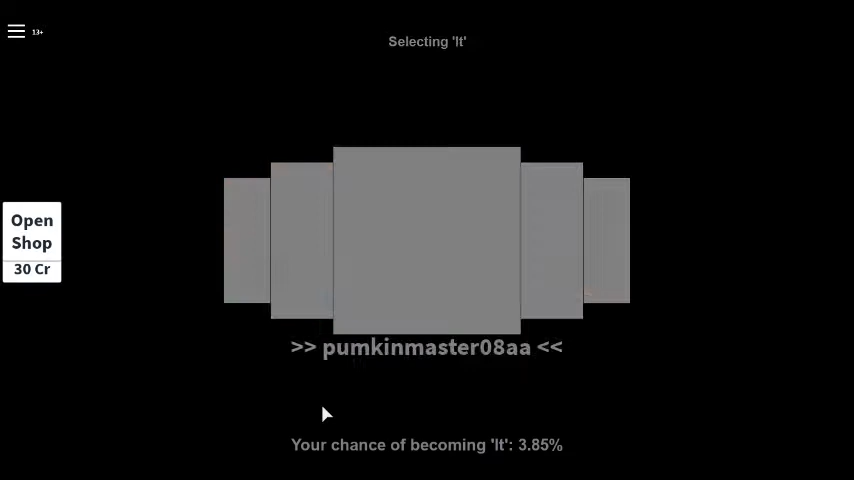 13+
Selecting 'It'
Open
Shop
30 Cr
>> pumkinmaster08aa <<
Your chance of becoming 'It': 3.85%